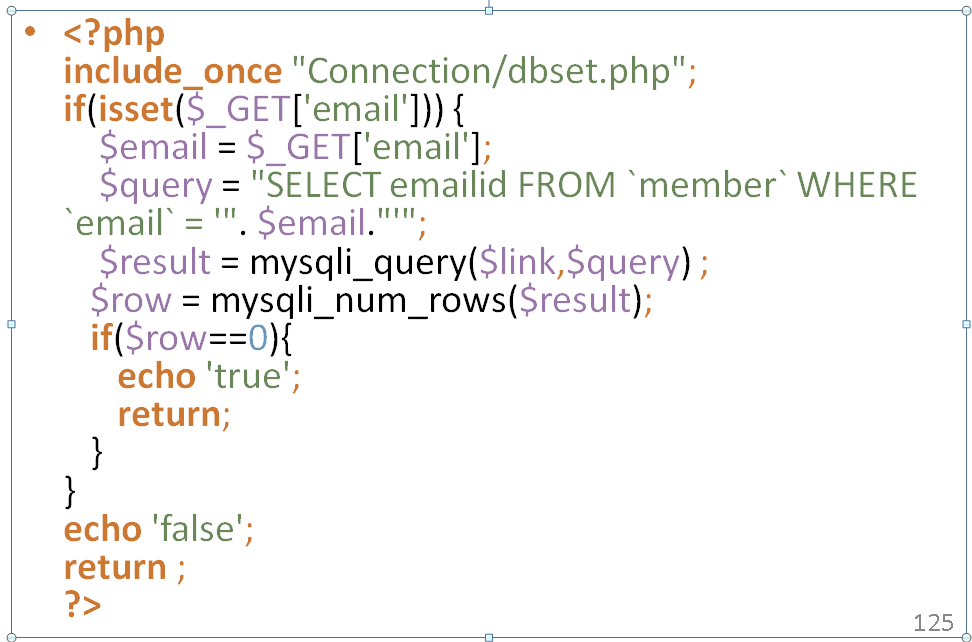 • <?php
include_once "Connection/dbset.php";
if(isset($_GET['email'])) {
$email = $_GET['email'];
$query = "SELECT emailid FROM `member` WHERE
`email` = '". $email."'";
$result = mysqli_query($link,$query) ;
$row = mysqli_num_rows($result);
if($row==0){
echo 'true';
return;
}
}
echo 'false';
return ;
?>
125